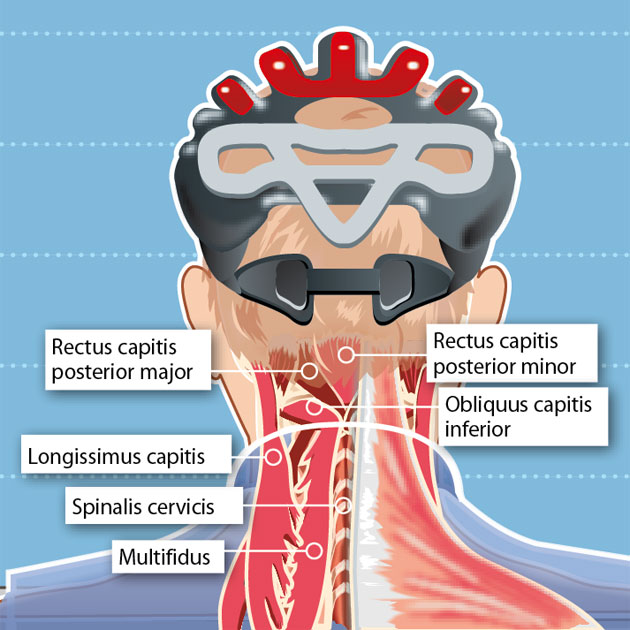 Rectus capitis
posterior major
Rectus capitis
posterior minor
Obliquus capitis
inferior
Longissimus capitis
Spinalis cervicis
Multifidus